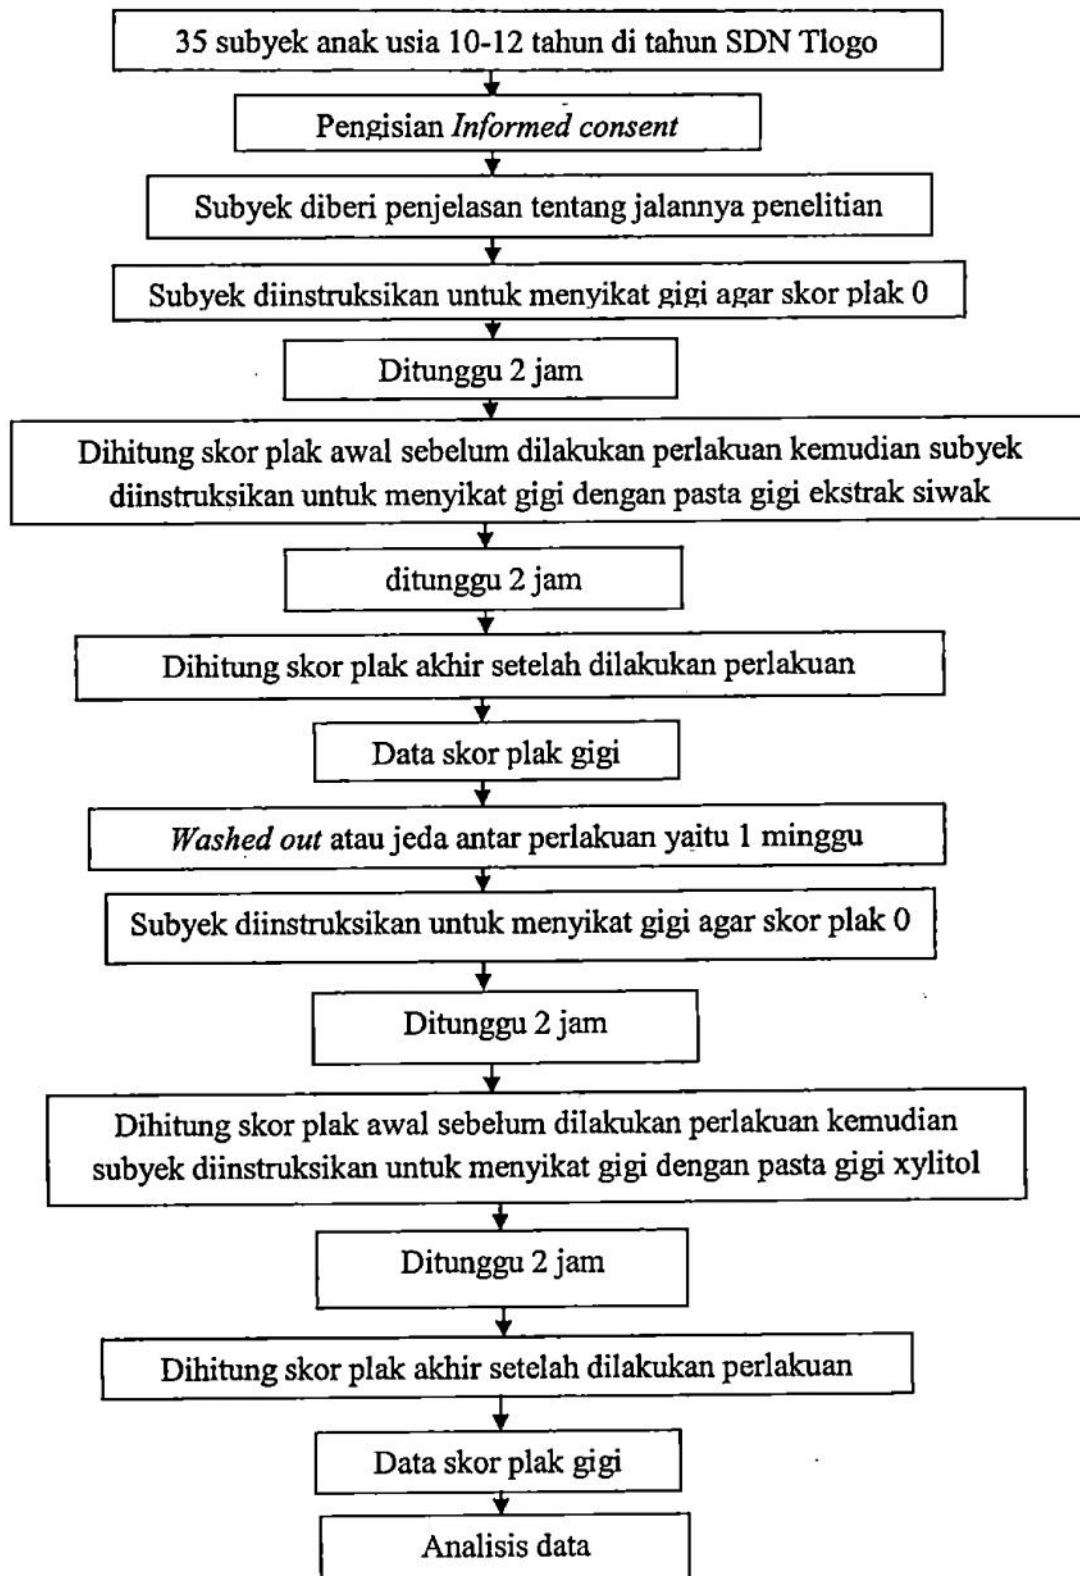 35 subyek anak usia 10-12 tahun di tahun SDN Tlogo
Pengisian Informed consent
Subyek diberi penjelasan tentang jalannya penelitian
Subyek diinstruksikan untuk menyikat gigi agar skor plak 0
Ditunggu 2 jam
Dihitung skor plak awal sebelum dilakukan perlakuan kemudian subyek
diinstruksikan untuk menyikat gigi dengan pasta gigi ekstrak siwak
ditunggu 2 jam
Dihitung skor plak akhir setelah dilakukan perlakuan
Data skor plak gigi
Washed out atau jeda antar perlakuan yaitu 1 minggu
Subyek diinstruksikan untuk menyikat gigi agar skor plak 0
Ditunggu 2 jam
Dihitung skor plak awal sebelum dilakukan perlakuan kemudian
subyek diinstruksikan untuk menyikat gigi dengan pasta gigi xylitol
Ditunggu 2 jam
Dihitung skor plak akhir setelah dilakukan perlakuan
Data skor plak gigi
Analisis data